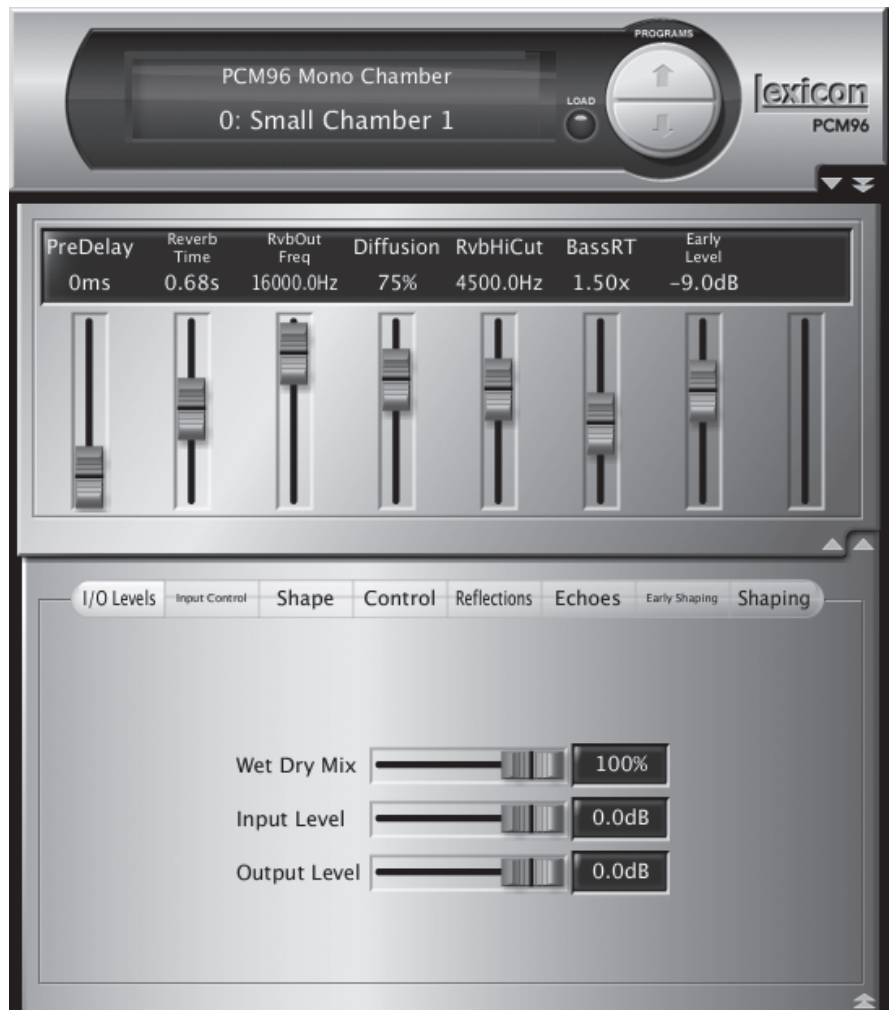 PROGRAMS
PCM96 Mono Chamber
0: Small Chamber 1
LOAD
lexicon
PCM96
PreDelay Reverb Time RvbOut Freq Diffusion RvbHiCut BassRT Early Level
0ms 0.68s 16000.0Hz 75% 4500.0Hz 1.50x -9.0dB
I/O Levels Input Control Shape Control Reflections Echoes Early Shaping Shaping
Wet Dry Mix 100%
Input Level 0.0dB
Output Level 0.0dB